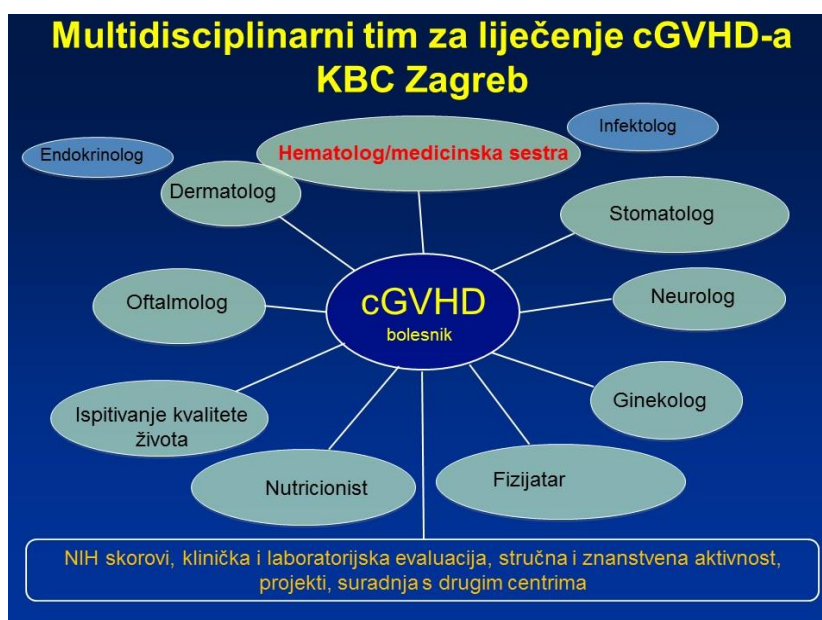 Multidisciplinarni tim za liječenje cGVHD-a
KBC Zagreb
Infektolog
Endokrinolog
Hematolog/medicinska sestra
Dermatolog
Stomatolog
Oftalmolog
cGVHD
bolesnik
Neurolog
Ispitivanje kvalitete
života
Ginekolog
Nutricionist
Fizijatar
NIH skorovi, klinička i laboratorijska evaluacija, stručna i znanstvena aktivnost,
projekti, suradnja s drugim centrima